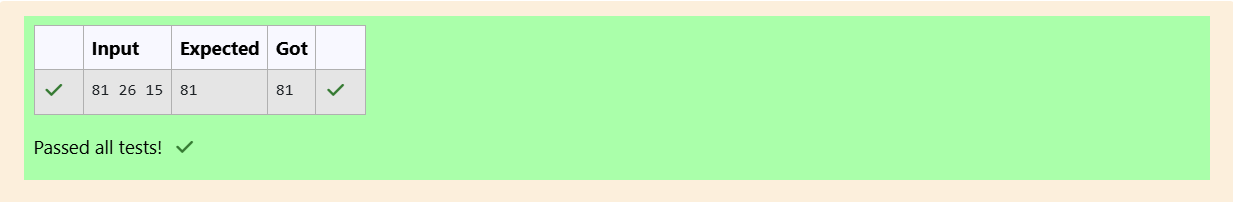 Input Expected Got
81 26 15 81 81
Passed all tests!